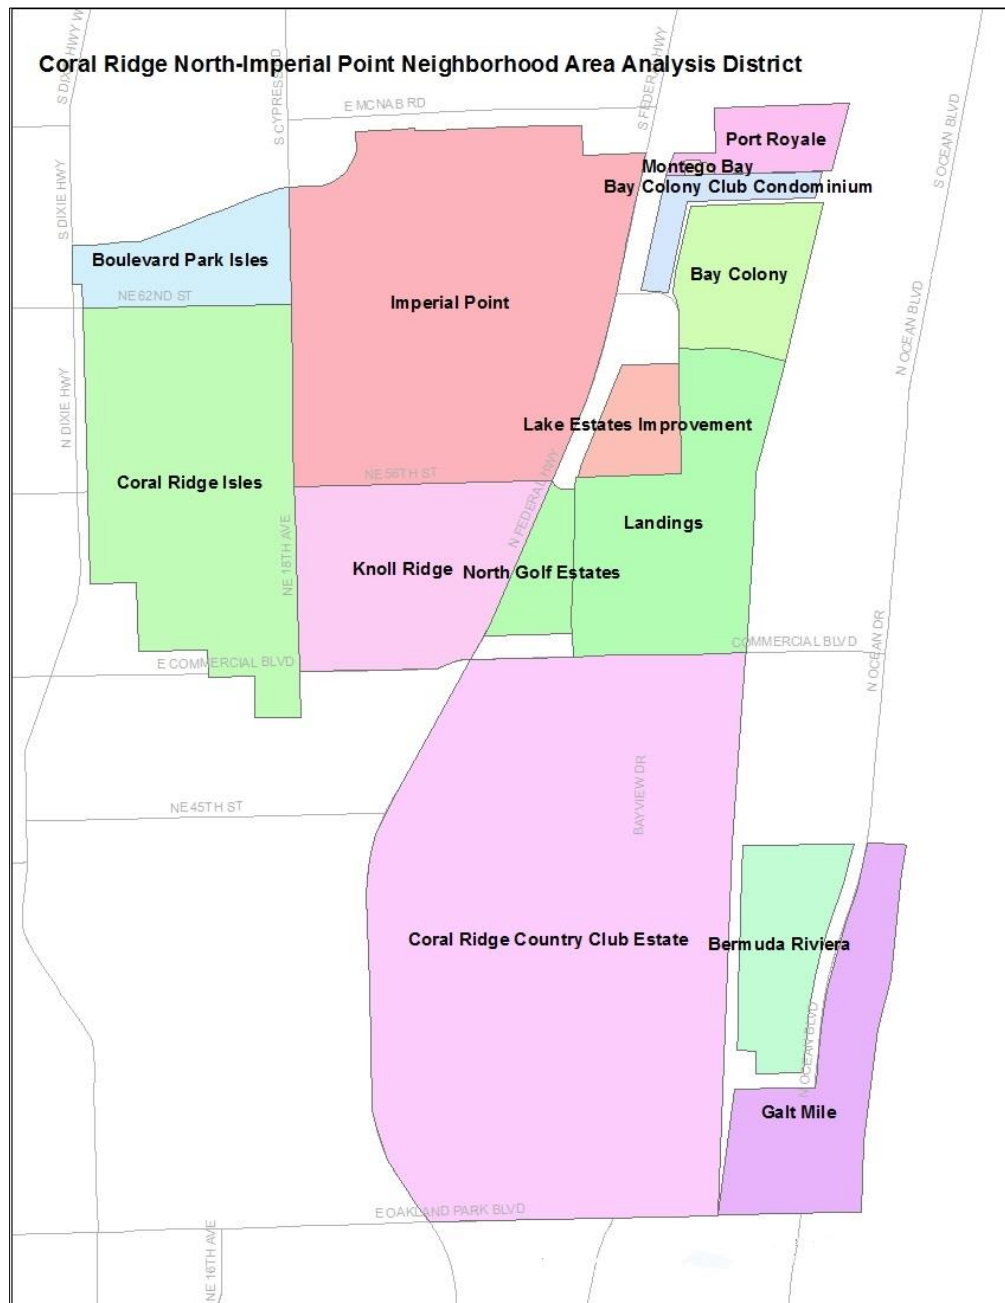 Coral Ridge North-Imperial Point Neighborhood Area Analysis District
S DIXIE HWY W
S CYPRESS RD
S FEDERAL HWY
E MCNAB RD
S OCEAN BLVD
Port Royale
Montego Bay
Bay Colony Club Condominium
S DIXIE HWY
Boulevard Park Isles
Bay Colony
NE 62ND ST
Imperial Point
N OCEAN BLVD
N DIXIE HWY
Lake Estates Improvement
NE 56TH ST
Coral Ridge Isles
N FEDERAL HWY
Landings
NE 18TH AVE
Knoll Ridge
North Golf Estates
COMMERCIAL BLVD
N OCEAN DR
E COMMERCIAL BLVD
BAYVIEW DR
NE 45TH ST
Coral Ridge Country Club Estate
Bermuda Riviera
N OCEAN BLVD
Galt Mile
E OAKLAND PARK BLVD
NE 16TH AVE